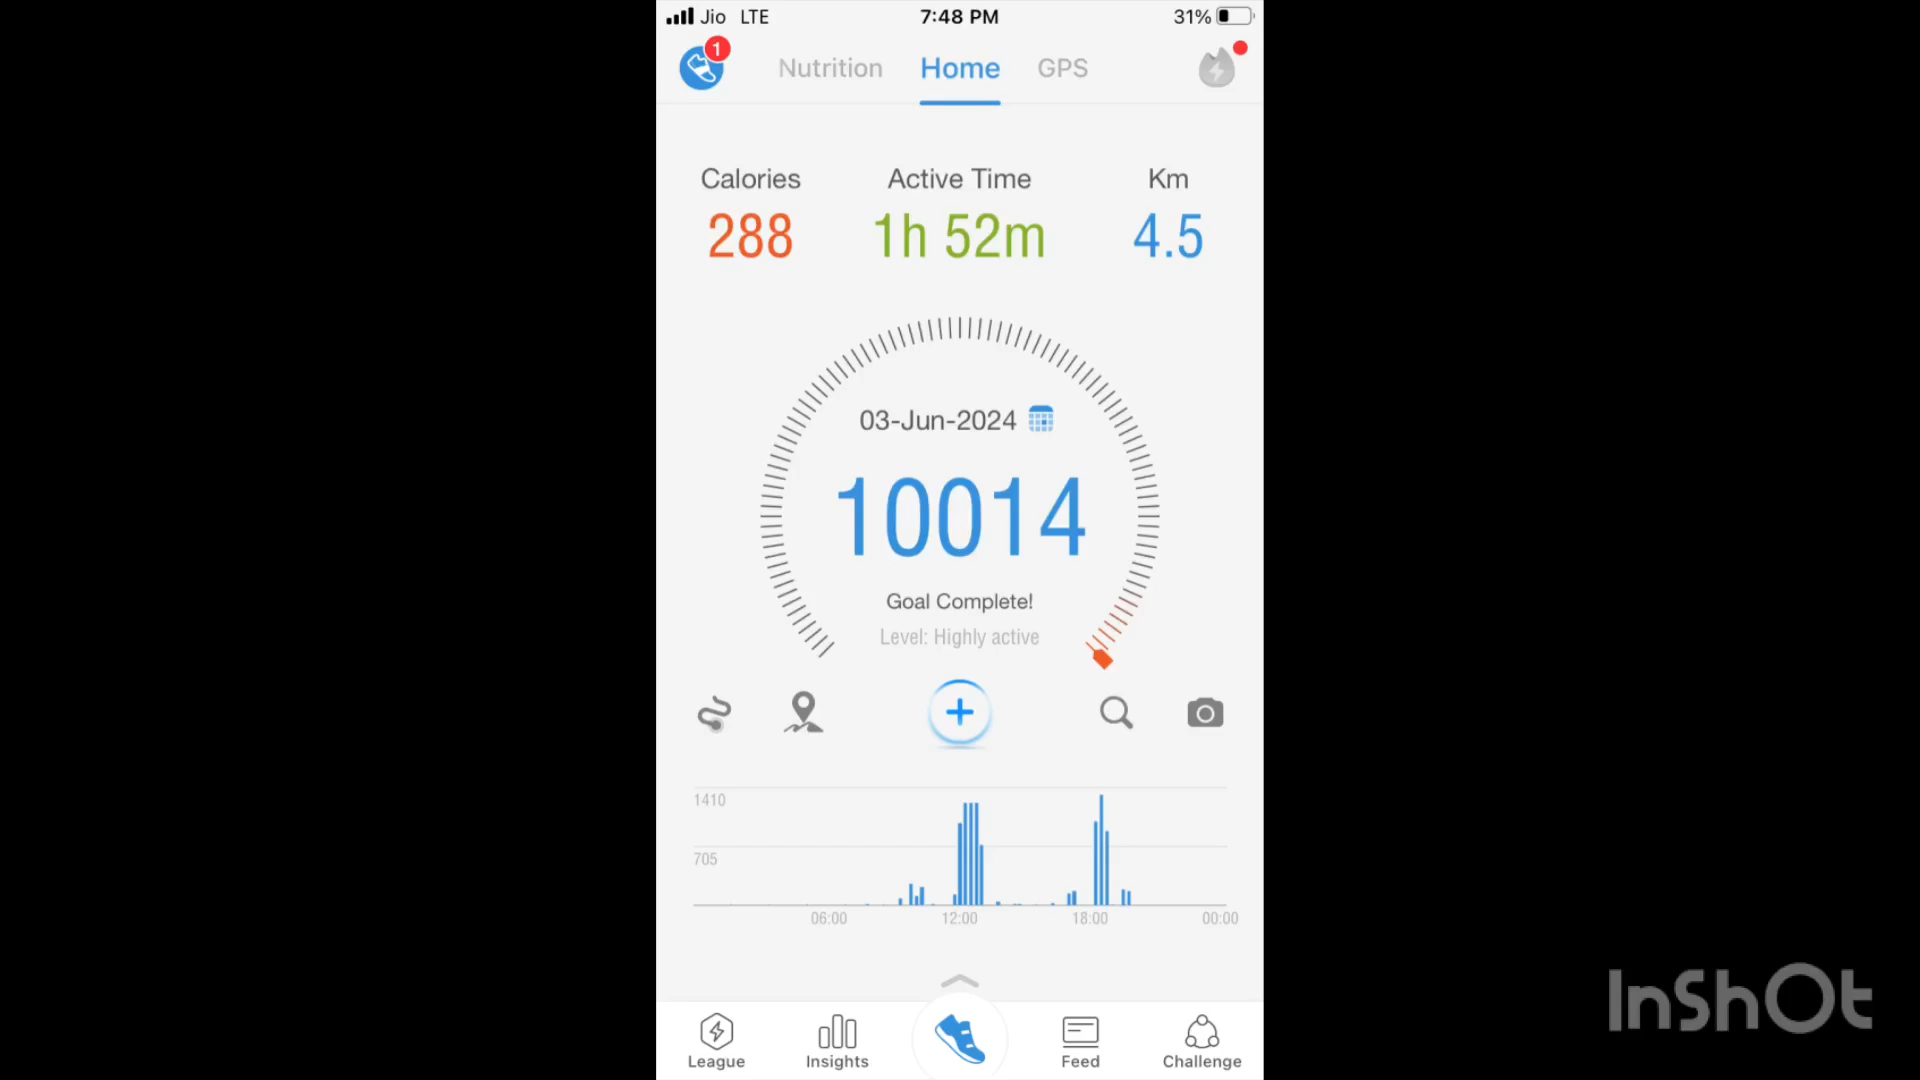 Jio LTE 7:48 PM 31%
1
Nutrition Home GPS
Calories Active Time Km
288 1h 52m 4.5
03-Jun-2024
10014
Goal Complete!
Level: Highly active
1410
705
06:00 12:00 18:00 00:00
League Insights Feed Challenge
InShOt